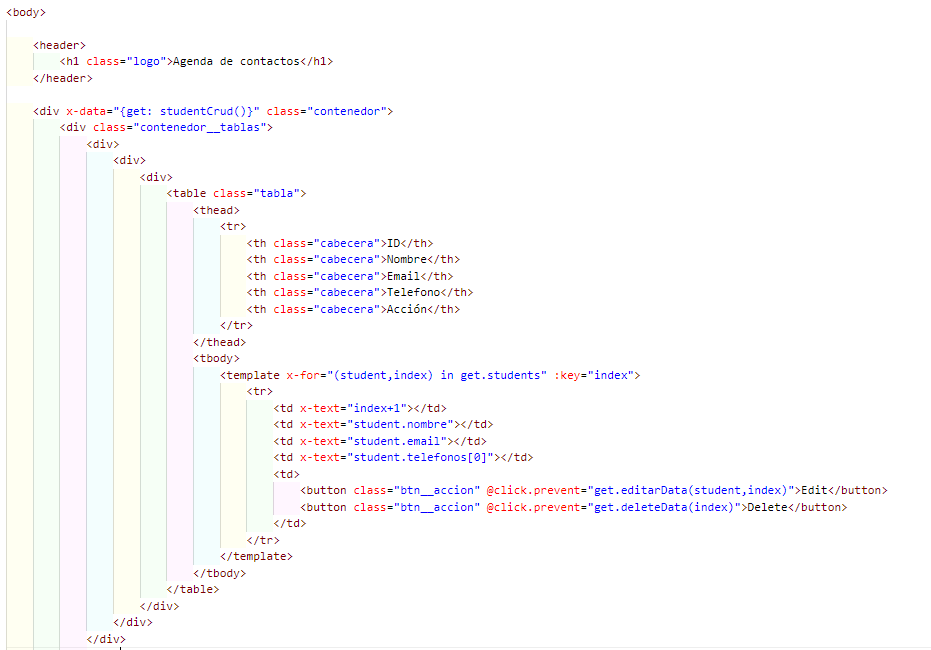 <body>
<header>
<h1 class="logo">Agenda de contactos</h1>
</header>
<div x-data="{get: studentCrud()}" class="contenedor">
<div class="contenedor__tablas">
<div>
<div>
<div>
<table class="tabla">
<thead>
<tr>
<th class="cabecera">ID</th>
<th class="cabecera">Nombre</th>
<th class="cabecera">Email</th>
<th class="cabecera">Telefono</th>
<th class="cabecera">Acción</th>
</tr>
</thead>
<tbody>
<template x-for="(student,index) in get.students" :key="index">
<tr>
<td x-text="index+1"></td>
<td x-text="student.nombre"></td>
<td x-text="student.email"></td>
<td x-text="student.telefonos[0]"></td>
<td>
<button class="btn__accion" @click.prevent="get.editarData(student,index)">Edit</button>
<button class="btn__accion" @click.prevent="get.deleteData(index)">Delete</button>
</td>
</tr>
</template>
</tbody>
</table>
</div>
</div>
</div>